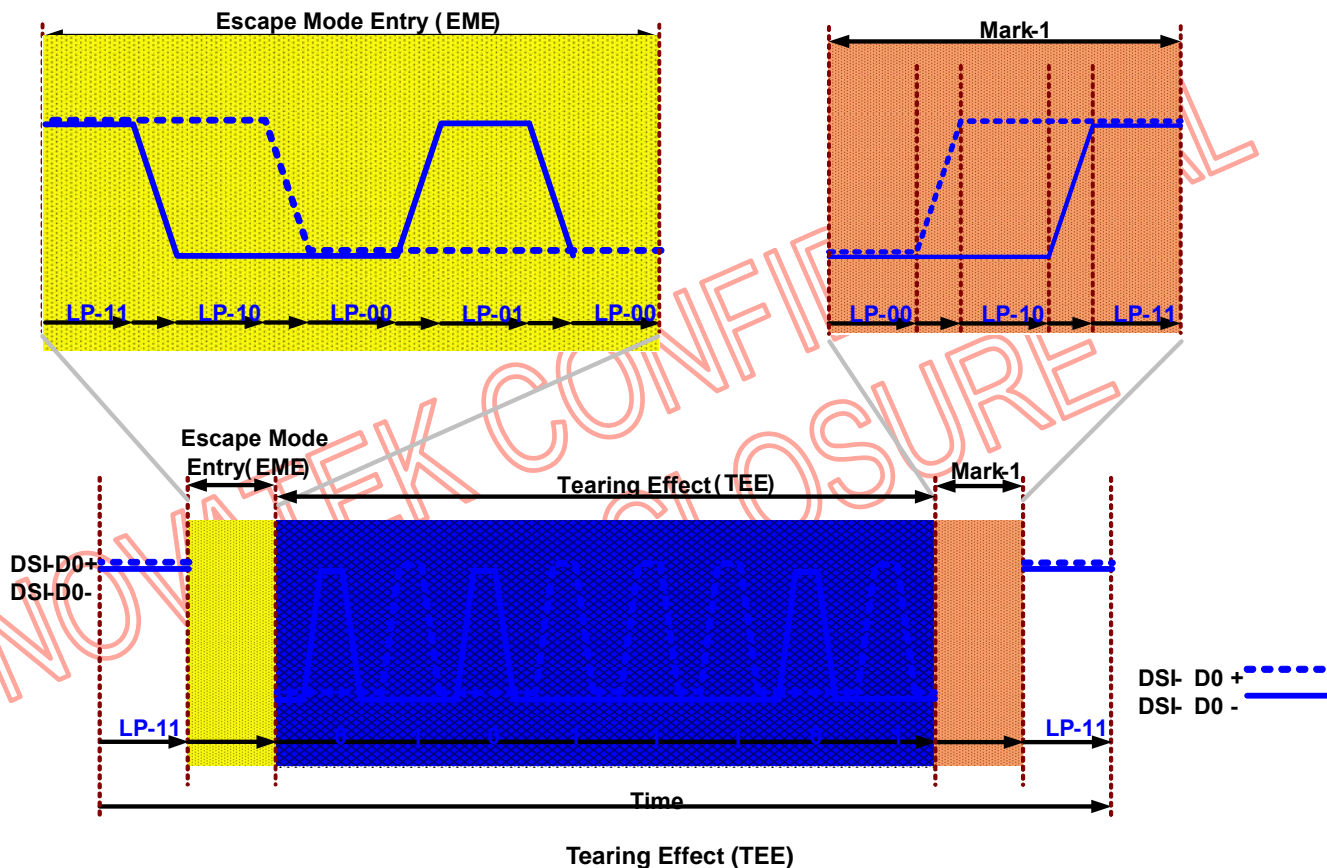 Escape Mode Entry (EME)
Mark-1
LP-11 LP-10 LP-00 LP-01 LP-00
LP-00 LP-10 LP-11
NOVATEK CONFIDENTIAL
DISCLOSURE
Escape Mode
Entry(EME)
Tearing Effect (TEE)
Mark-1
DSI-D0+
DSI-D0-
DSI- D0 +
DSI- D0 -
LP-11
LP-11
Time
Tearing Effect (TEE)